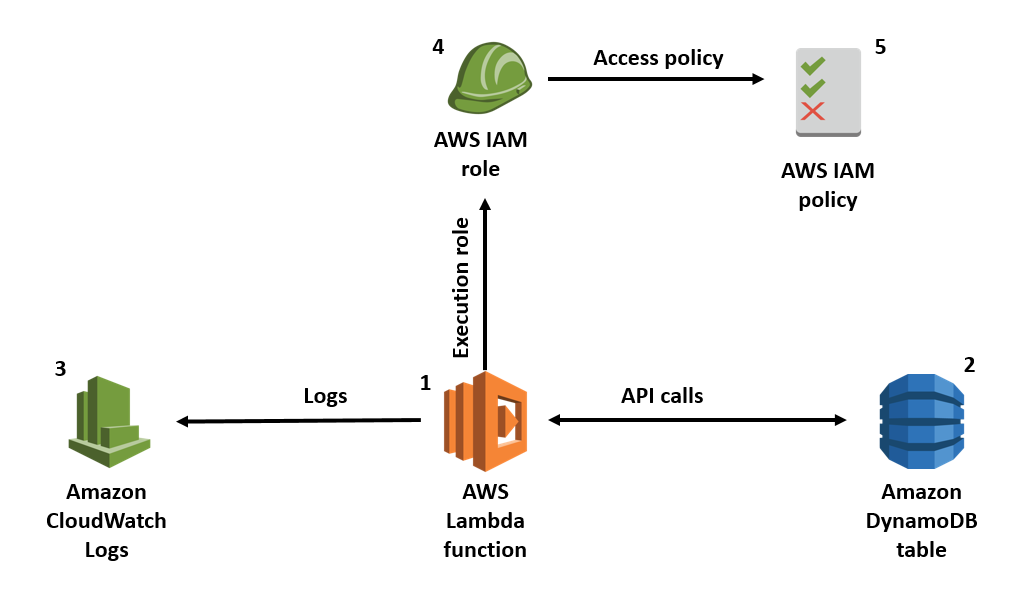 4
Access policy
5
AWS IAM
role
AWS IAM
policy
Execution role
3
Logs
1
API calls
2
Amazon
CloudWatch
Logs
AWS
Lambda
function
Amazon
DynamoDB
table